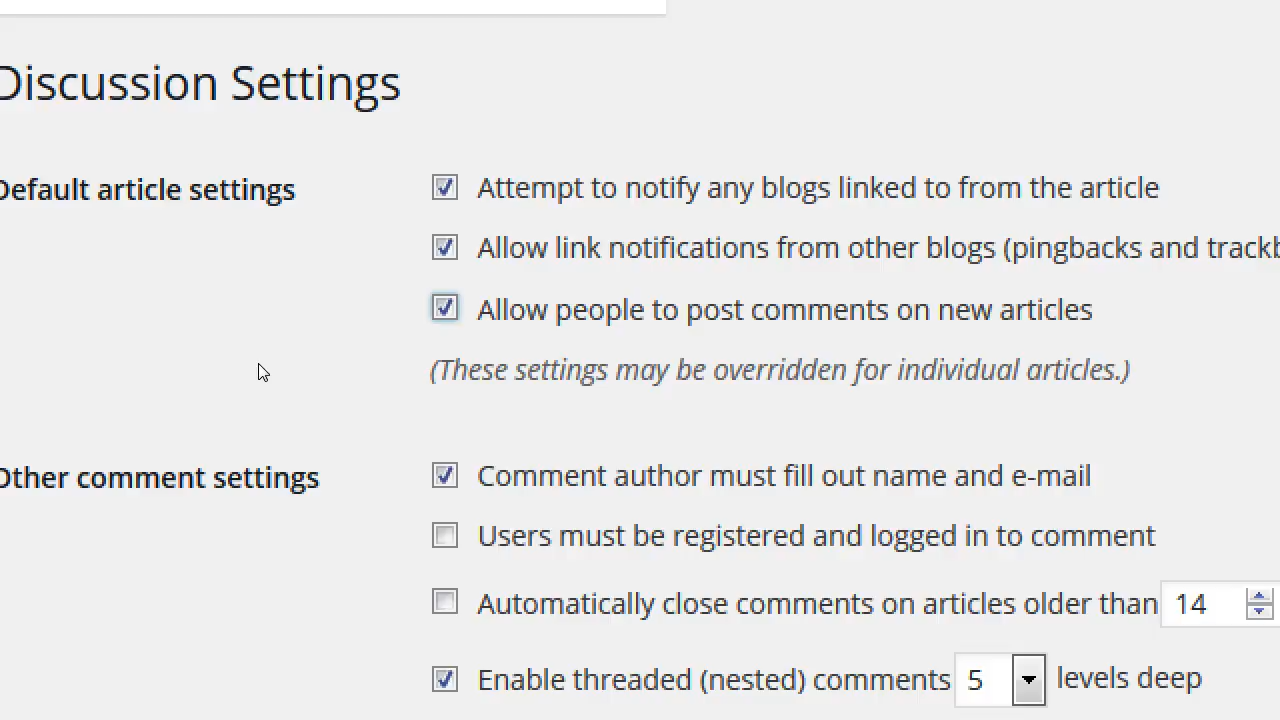 Discussion Settings
Default article settings
Attempt to notify any blogs linked to from the article
Allow link notifications from other blogs (pingbacks and
Allow people to post comments on new articles
(These settings may be overridden for individual articles.)
Other comment settings
Comment author must fill out name and e-mail
Users must be registered and logged in to comment
Automatically close comments on articles older than 14
Enable threaded (nested) comments 5 levels deep